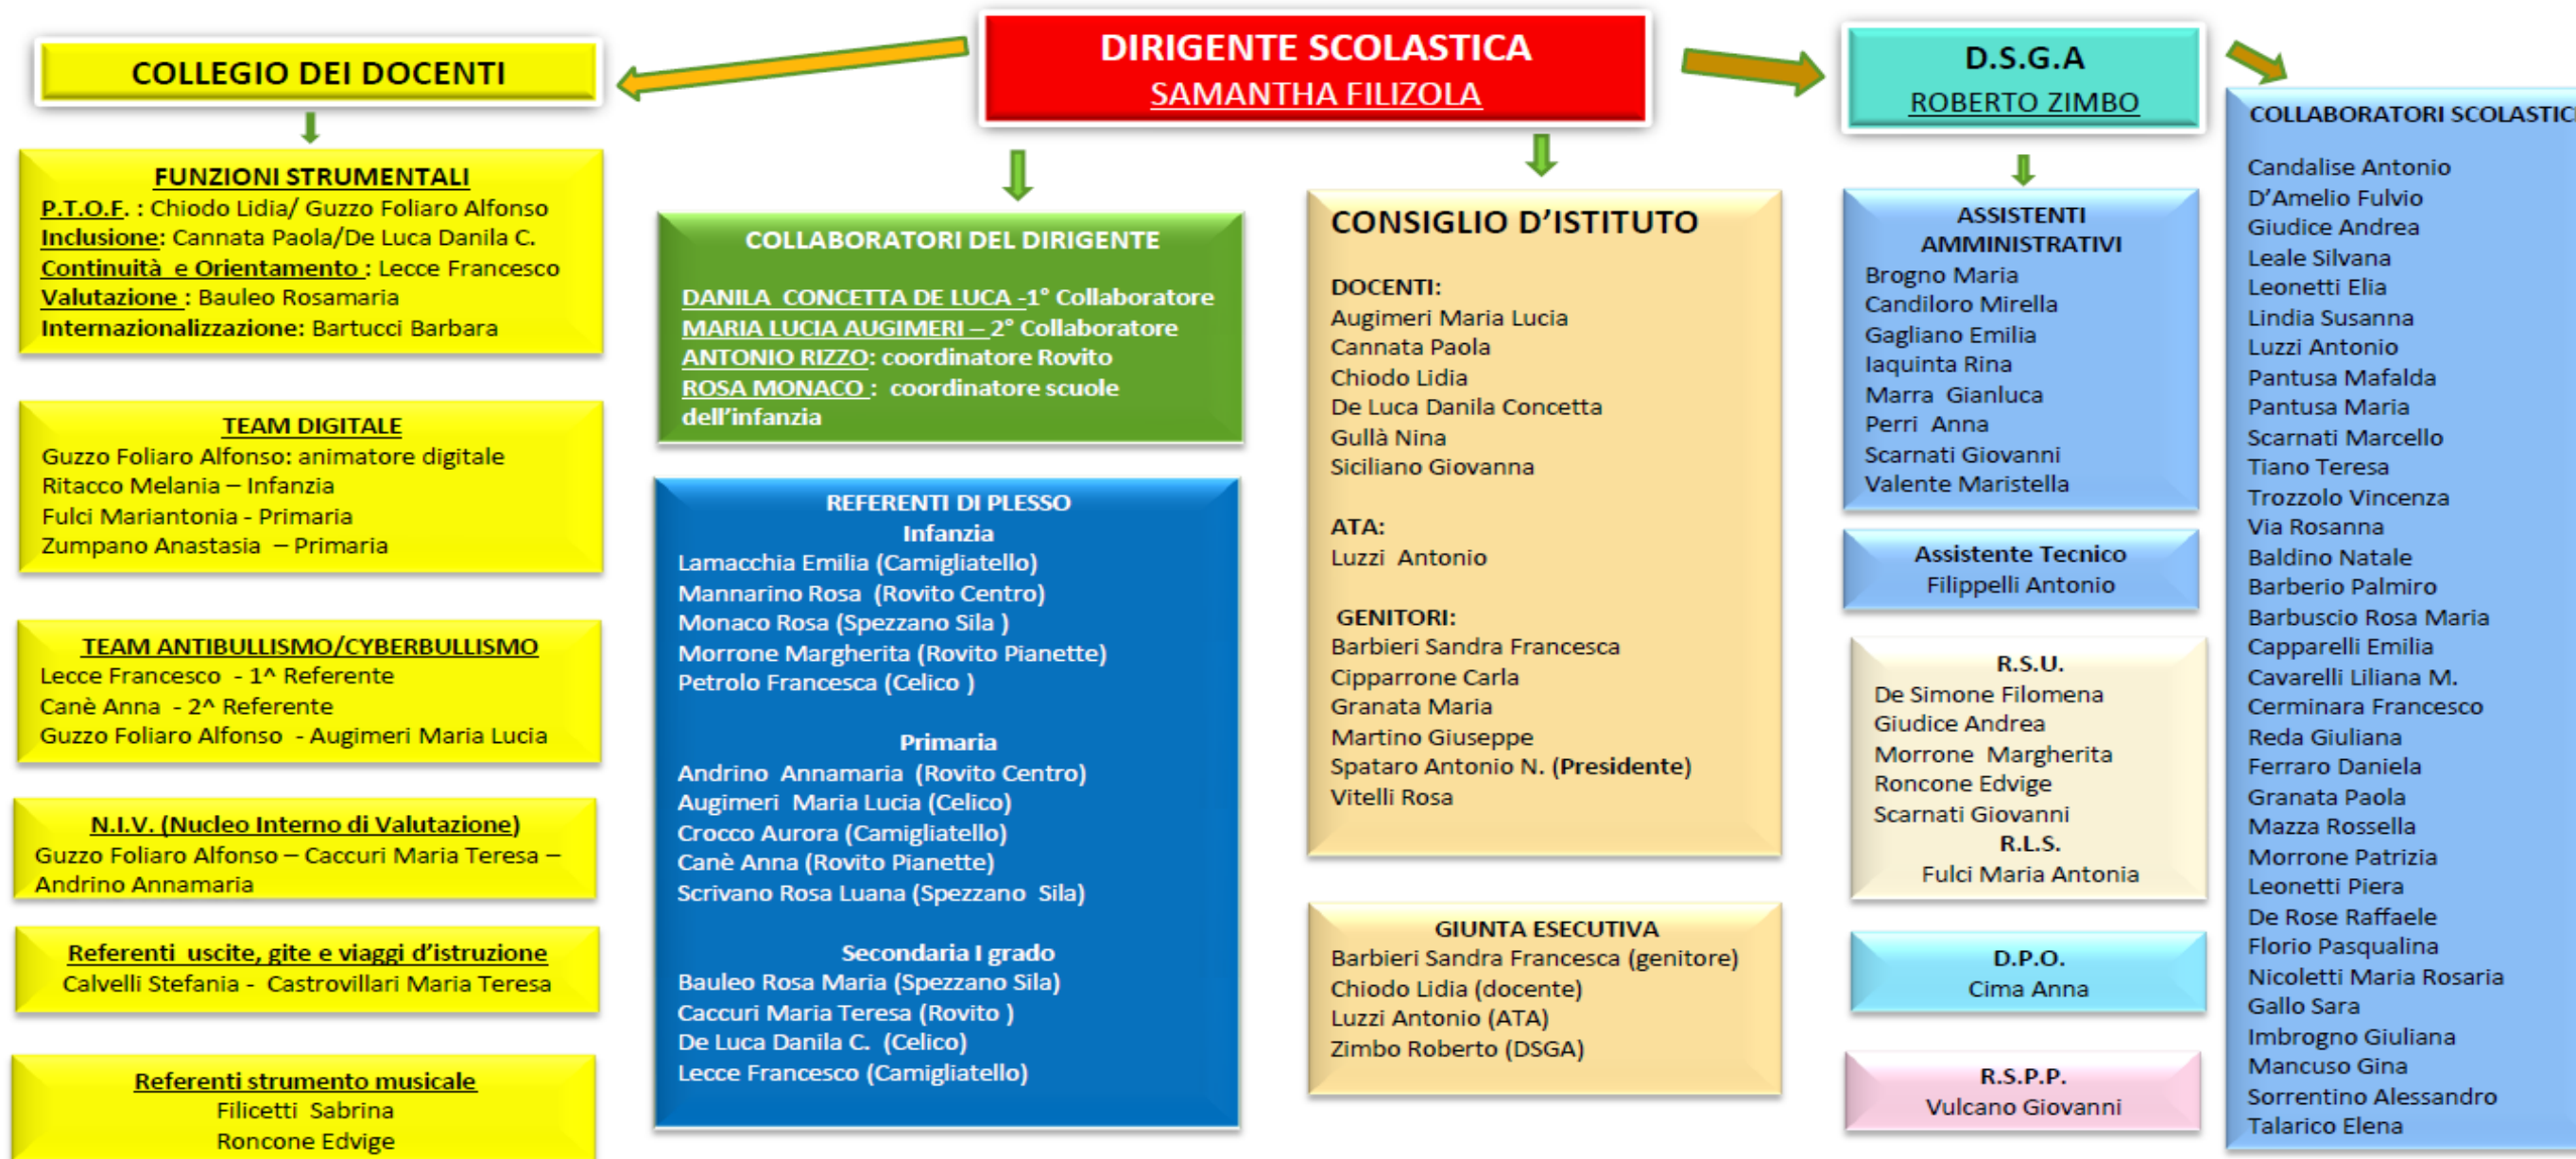 COLLEGIO DEI DOCENTI
FUNZIONI STRUMENTALI
P.T.O.F. : Chiodo Lidia/ Guzzo Foliaro Alfonso
Inclusione: Cannata Paola/De Luca Danila C.
Continuità e Orientamento : Lecce Francesco
Valutazione : Bauleo Rosamaria
Internazionalizzazione: Bartucci Barbara
TEAM DIGITALE
Guzzo Foliaro Alfonso: animatore digitale
Ritacco Melania – Infanzia
Fulci Mariantonia - Primaria
Zumpano Anastasia – Primaria
TEAM ANTIBULLISMO/CYBERBULLISMO
Lecce Francesco - 1^ Referente
Canè Anna - 2^ Referente
Guzzo Foliaro Alfonso - Augimeri Maria Lucia
N.I.V. (Nucleo Interno di Valutazione)
Guzzo Foliaro Alfonso – Caccuri Maria Teresa –
Andrino Annamaria
Referenti uscite, gite e viaggi d’istruzione
Calvelli Stefania - Castrovillari Maria Teresa
Referenti strumento musicale
Filicetti Sabrina
Roncone Edvige
DIRIGENTE SCOLASTICA
SAMANTHA FILIZOLA
COLLABORATORI DEL DIRIGENTE
DANILA CONCETTA DE LUCA -1° Collaboratore
MARIA LUCIA AUGIMERI – 2° Collaboratore
ANTONIO RIZZO: coordinatore Rovito
ROSA MONACO : coordinatore scuole
dell’infanzia
REFERENTI DI PLESSO
Infanzia
Lamacchia Emilia (Camigliatello)
Mannarino Rosa (Rovito Centro)
Monaco Rosa (Spezzano Sila )
Morrone Margherita (Rovito Pianette)
Petrolo Francesca (Celico )
Primaria
Andrino Annamaria (Rovito Centro)
Augimeri Maria Lucia (Celico)
Crocco Aurora (Camigliatello)
Canè Anna (Rovito Pianette)
Scrivano Rosa Luana (Spezzano Sila)
Secondaria I grado
Bauleo Rosa Maria (Spezzano Sila)
Caccuri Maria Teresa (Rovito )
De Luca Danila C. (Celico)
Lecce Francesco (Camigliatello)
CONSIGLIO D’ISTITUTO
DOCENTI:
Augimeri Maria Lucia
Cannata Paola
Chiodo Lidia
De Luca Danila Concetta
Gullà Nina
Siciliano Giovanna
ATA:
Luzzi Antonio
GENITORI:
Barbieri Sandra Francesca
Cipparrone Carla
Granata Maria
Martino Giuseppe
Spataro Antonio N. (Presidente)
Vitelli Rosa
GIUNTA ESECUTIVA
Barbieri Sandra Francesca (genitore)
Chiodo Lidia (docente)
Luzzi Antonio (ATA)
Zimbo Roberto (DSGA)
D.S.G.A
ROBERTO ZIMBO
ASSISTENTI
AMMINISTRATIVI
Brogno Maria
Candiloro Mirella
Gagliano Emilia
Iaquinta Rina
Marra Gianluca
Perri Anna
Scarnati Giovanni
Valente Maristella
Assistente Tecnico
Filippelli Antonio
R.S.U.
De Simone Filomena
Giudice Andrea
Morrone Margherita
Roncone Edvige
Scarnati Giovanni
R.L.S.
Fulci Maria Antonia
D.P.O.
Cima Anna
R.S.P.P.
Vulcano Giovanni
COLLABORATORI SCOLASTICI
Candalise Antonio
D’Amelio Fulvio
Giudice Andrea
Leale Silvana
Leonetti Elia
Lindia Susanna
Luzzi Antonio
Pantusa Mafalda
Pantusa Maria
Scarnati Marcello
Tiano Teresa
Trozzolo Vincenza
Via Rosanna
Baldino Natale
Barberio Palmiro
Barbuscio Rosa Maria
Capparelli Emilia
Cavarelli Liliana M.
Cerminara Francesco
Reda Giuliana
Ferraro Daniela
Granata Paola
Mazza Rossella
Morrone Patrizia
Leonetti Piera
De Rose Raffaele
Florio Pasqualina
Nicoletti Maria Rosaria
Gallo Sara
Imbrogno Giuliana
Mancuso Gina
Sorrentino Alessandro
Talarico Elena